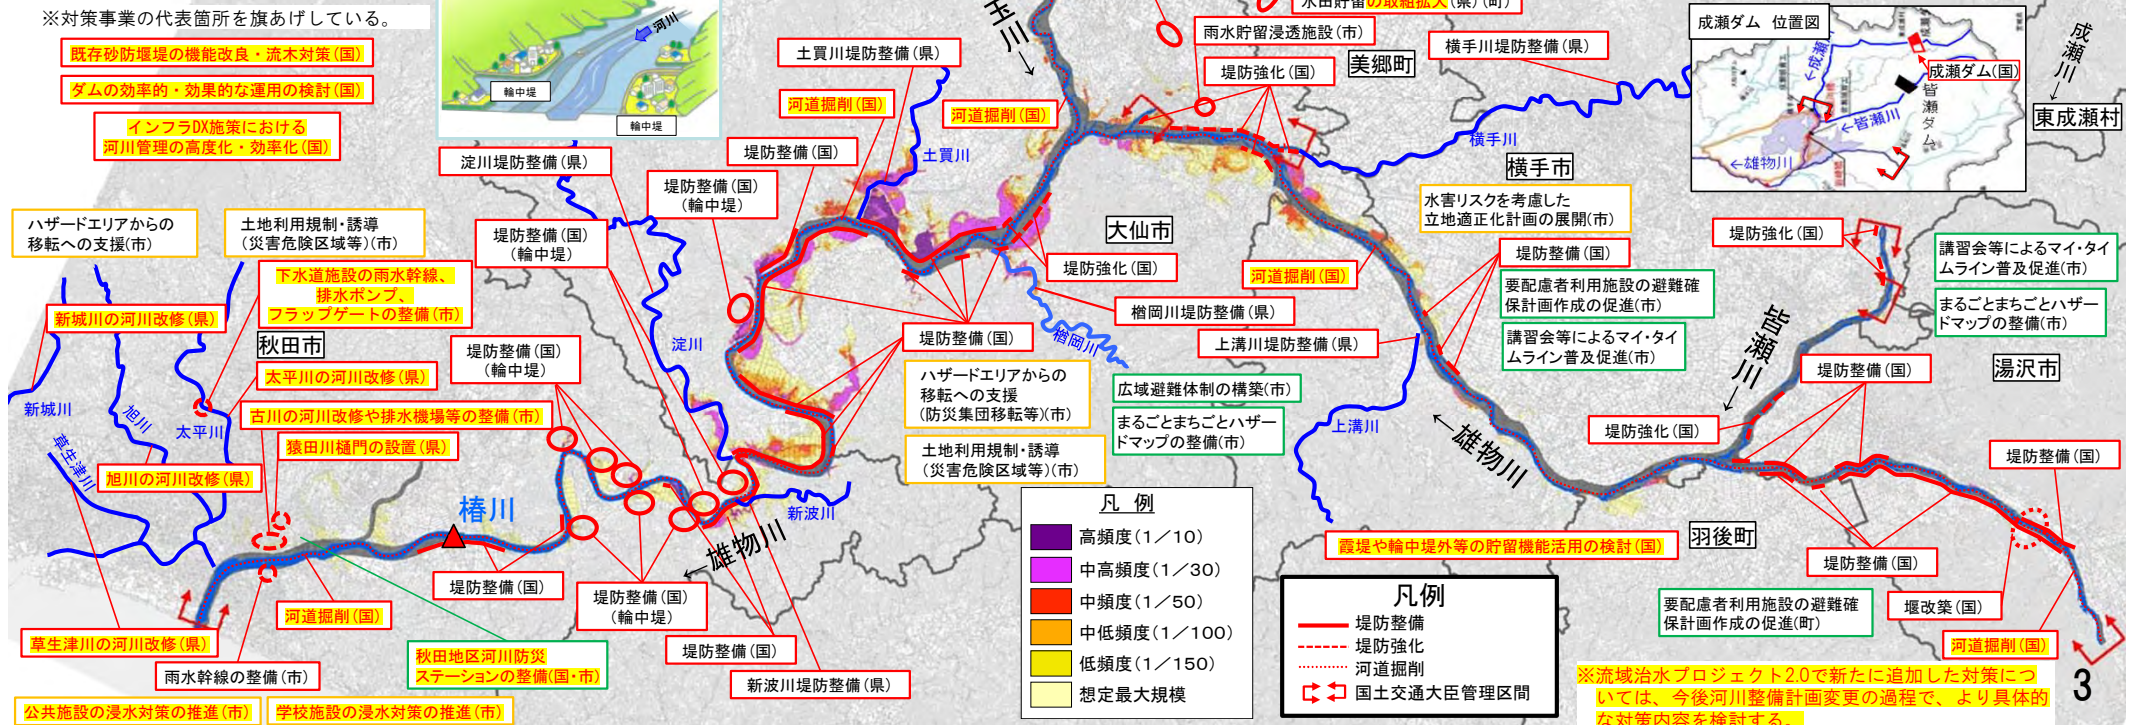 ※対策事業の代表箇所を旗あげしている。
既存砂防堰堤の機能改良・流木対策(国)
ダムの効率的・効果的な運用の検討(国)
インフラDX施策における
河川管理の高度化・効率化(国)
河川
輪中堤
輪中堤
玉川
水田貯留の取組拡大(県)(町)
雨水貯留浸透施設(市)
土買川堤防整備(県)
堤防強化(国)
美郷町
横手川堤防整備(県)
河道掘削(国)
河道掘削(国)
成瀬ダム 位置図
←成瀬川
成瀬ダム(国)
皆瀬ダム
←皆瀬川
←雄物川
成瀬川
東成瀬村
淀川堤防整備(県)
堤防整備(国)
土買川
横手川
横手市
堤防整備(国)
(輪中堤)
水害リスクを考慮した
立地適正化計画の展開(市)
ハザードエリアからの
移転への支援(市)
土地利用規制・誘導
(災害危険区域等)(市)
堤防整備(国)
(輪中堤)
大仙市
堤防強化(国)
河道掘削(国)
堤防整備(国)
堤防強化(国)
講習会等によるマイ・タイ
ムライン普及促進(市)
下水道施設の雨水幹線、
排水ポンプ、
フラップゲートの整備(市)
要配慮者利用施設の避難確
保計画作成の促進(市)
まるごとまちごとハザー
ドマップの整備(市)
新城川の河川改修(県)
楢岡川堤防整備(県)
楢岡川
淀川
秋田市
堤防整備(国)
(輪中堤)
堤防整備(国)
上溝川堤防整備(県)
講習会等によるマイ・タイ
ムライン普及促進(市)
皆瀬川
湯沢市
太平川の河川改修(県)
ハザードエリアからの
移転への支援
(防災集団移転等)(市)
広域避難体制の構築(市)
堤防整備(国)
新城川
旭川
太平川
古川の河川改修や排水機場等の整備(市)
まるごとまちごとハザー
ドマップの整備(市)
上溝川
堤防強化(国)
草生津川
猿田川樋門の設置(県)
土地利用規制・誘導
(災害危険区域等)(市)
←雄物川
堤防整備(国)
旭川の河川改修(県)
椿川
新波川
←雄物川
凡 例
高頻度(1/10)
中高頻度(1/30)
中頻度(1/50)
中低頻度(1/100)
低頻度(1/150)
想定最大規模
霞堤や輪中堤外等の貯留機能活用の検討(国)
羽後町
堤防整備(国)
堤防整備(国)
堤防整備(国)
(輪中堤)
凡例
堤防整備
堤防強化
河道掘削
国土交通大臣管理区間
要配慮者利用施設の避難確
保計画作成の促進(町)
堰改築(国)
河道掘削(国)
河道掘削(国)
草生津川の河川改修(県)
堤防整備(国)
秋田地区河川防災
ステーションの整備(国・市)
雨水幹線の整備(市)
新波川堤防整備(県)
公共施設の浸水対策の推進(市)
学校施設の浸水対策の推進(市)
※流域治水プロジェクト2.0で新たに追加した対策につ
いては、今後河川整備計画変更の過程で、より具体的
な対策内容を検討する。
3